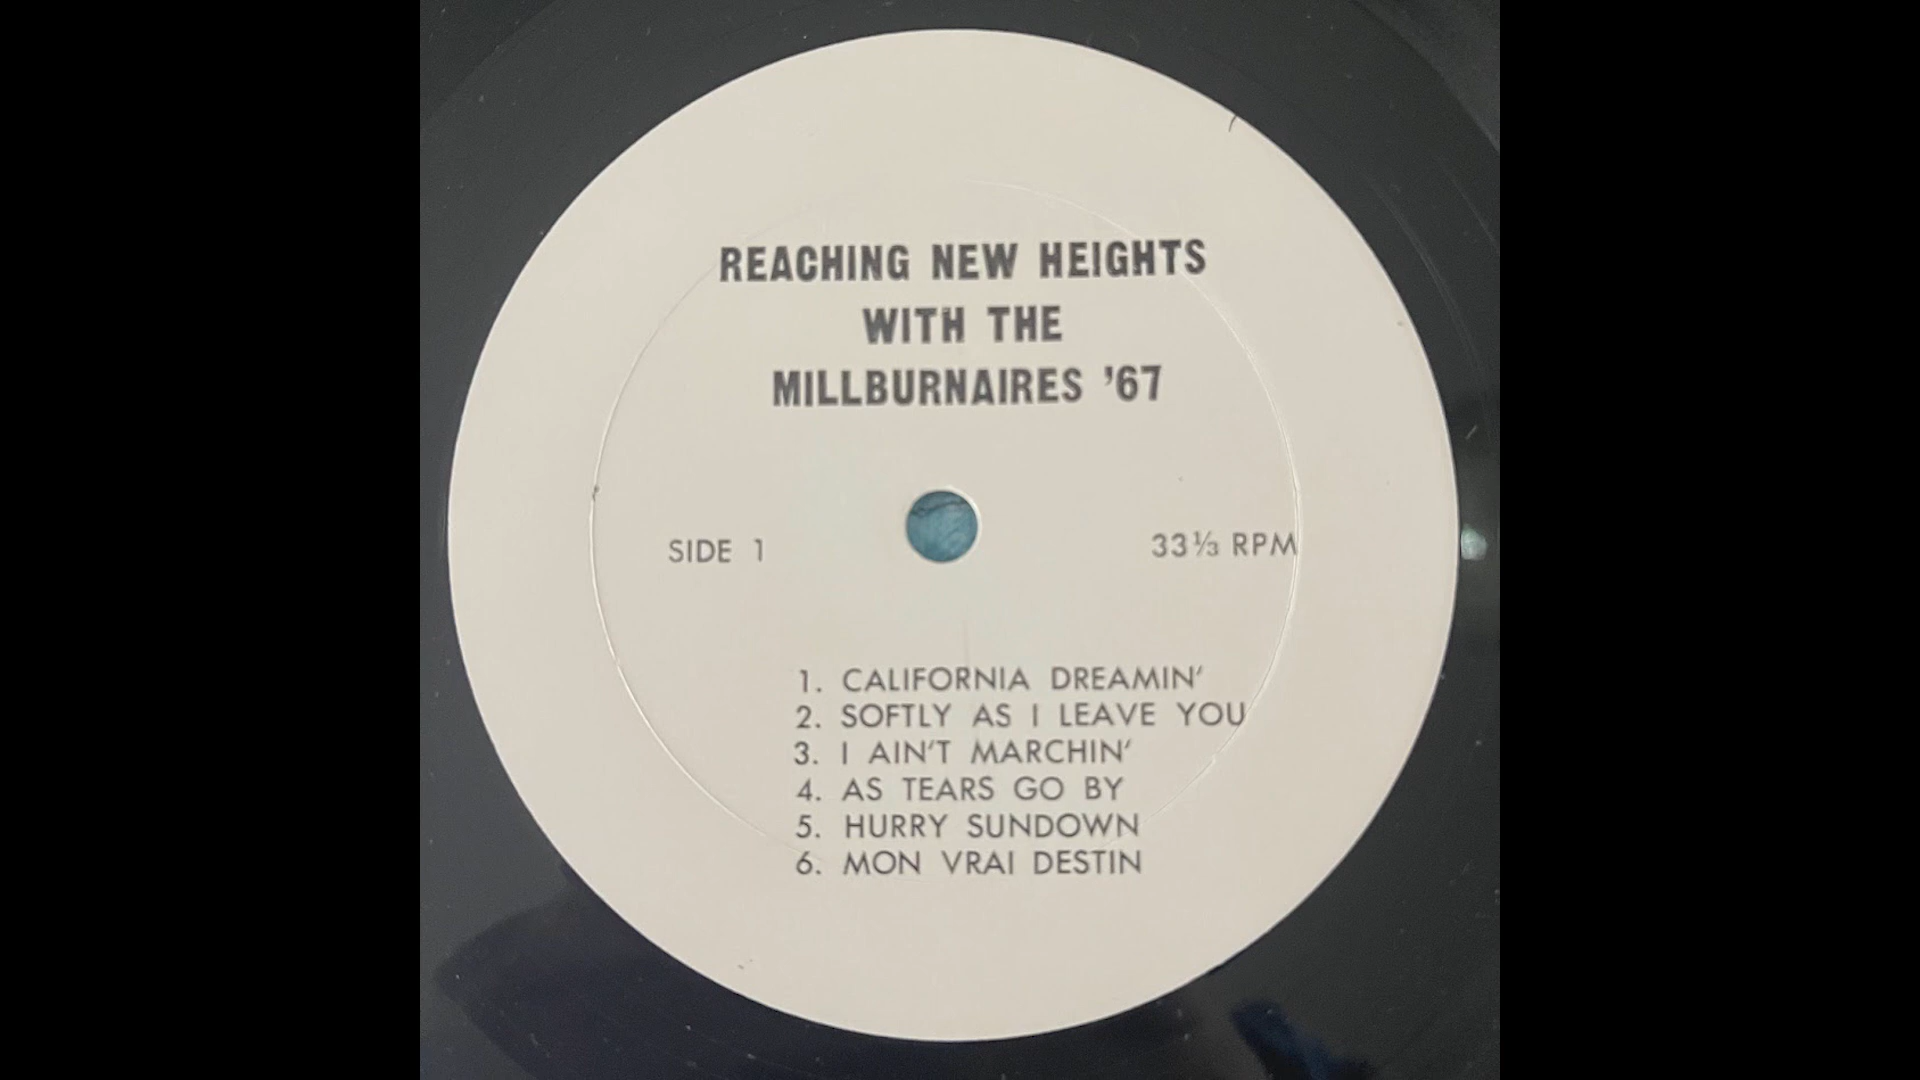 REACHING NEW HEIGHTS
WITH THE
MILLBURNAIRES '67
SIDE 1
33⅓ RPM
1. CALIFORNIA DREAMIN'
2. SOFTLY AS I LEAVE YOU
3. I AIN'T MARCHIN'
4. AS TEARS GO BY
5. HURRY SUNDOWN
6. MON VRAI DESTIN